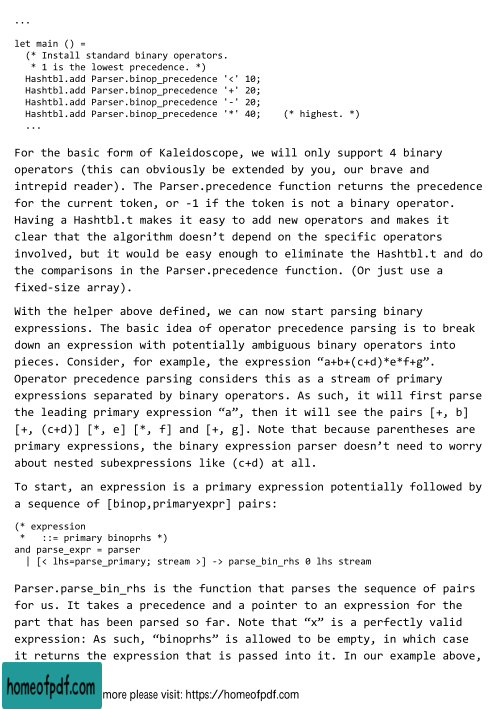 ...
let main () =
(* Install standard binary operators.
* 1 is the lowest precedence. *)
Hashtbl.add Parser.binop_precedence '<' 10;
Hashtbl.add Parser.binop_precedence '+' 20;
Hashtbl.add Parser.binop_precedence '-' 20;
Hashtbl.add Parser.binop_precedence '*' 40;    (* highest. *)
...
For the basic form of Kaleidoscope, we will only support 4 binary
operators (this can obviously be extended by you, our brave and
intrepid reader). The Parser.precedence function returns the precedence
for the current token, or -1 if the token is not a binary operator.
Having a Hashtbl.t makes it easy to add new operators and makes it
clear that the algorithm doesn’t depend on the specific operators
involved, but it would be easy enough to eliminate the Hashtbl.t and do
the comparisons in the Parser.precedence function. (Or just use a
fixed-size array).
With the helper above defined, we can now start parsing binary
expressions. The basic idea of operator precedence parsing is to break
down an expression with potentially ambiguous binary operators into
pieces. Consider, for example, the expression “a+b+(c+d)*e*f+g”.
Operator precedence parsing considers this as a stream of primary
expressions separated by binary operators. As such, it will first parse
the leading primary expression “a”, then it will see the pairs [+, b]
[+, (c+d)] [*, e] [*, f] and [+, g]. Note that because parentheses are
primary expressions, the binary expression parser doesn’t need to worry
about nested subexpressions like (c+d) at all.
To start, an expression is a primary expression potentially followed by
a sequence of [binop,primaryexpr] pairs:
(* expression
*   ::= primary binoprhs *)
and parse_expr = parser
| [< lhs=parse_primary; stream >] -> parse_bin_rhs 0 lhs stream
Parser.parse_bin_rhs is the function that parses the sequence of pairs
for us. It takes a precedence and a pointer to an expression for the
part that has been parsed so far. Note that “x” is a perfectly valid
expression: As such, “binoprhs” is allowed to be empty, in which case
it returns the expression that is passed into it. In our example above,
homeofpdf.com more please visit: https://homeofpdf.com